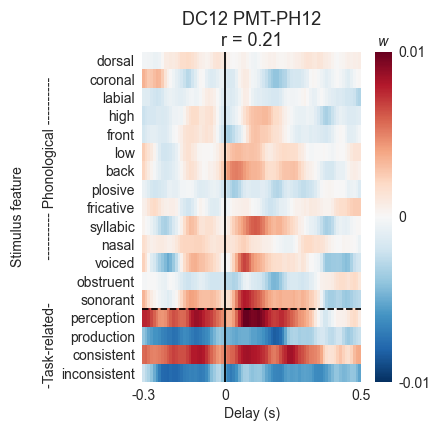 DC12 PMT-PH12
r = 0.21
w
dorsal
coronal
labial
high
front
low
back
plosive
fricative
syllabic
nasal
voiced
obstruent
sonorant
perception
production
consistent
inconsistent
Stimulus feature
-Task-related- ---------- Phonological ----------
-0.3
0
0.5
Delay (s)
0.01
0
-0.01